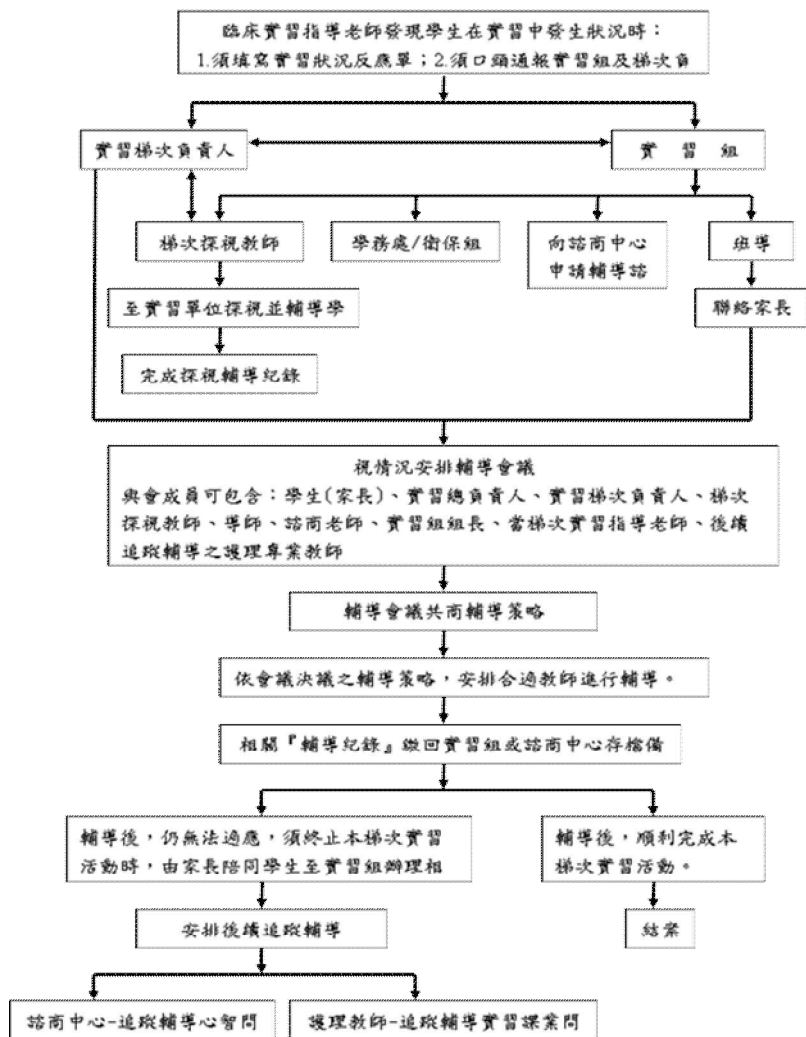 臨床實習指導老師發現學生在實習中發生狀況時：
1.須填寫實習狀況反應單；2.須口頭通報實習組及梯次負
實習梯次負責人
實 習 組
梯次探視教師
學務處/衛保組
向諮商中心
申請輔導諮
班導
至實習單位探視並輔導學
聯絡家長
完成探視輔導紀錄
視情況安排輔導會議
與會成員可包含：學生(家長)、實習總負責人、實習梯次負責人、梯次
探視教師、導師、諮商老師、實習組組長、當梯次實習指導老師、後續
追蹤輔導之護理專業教師
輔導會議共商輔導策略
依會議決議之輔導策略，安排合適教師進行輔導。
相關『輔導紀錄』繳回實習組或諮商中心存檔備
輔導後，仍無法適應，須終止本梯次實習
活動時，由家長陪同學生至實習組辦理相
輔導後，順利完成本
梯次實習活動。
安排後續追蹤輔導
結案
諮商中心-追蹤輔導心智問
護理教師-追蹤輔導實習課業問